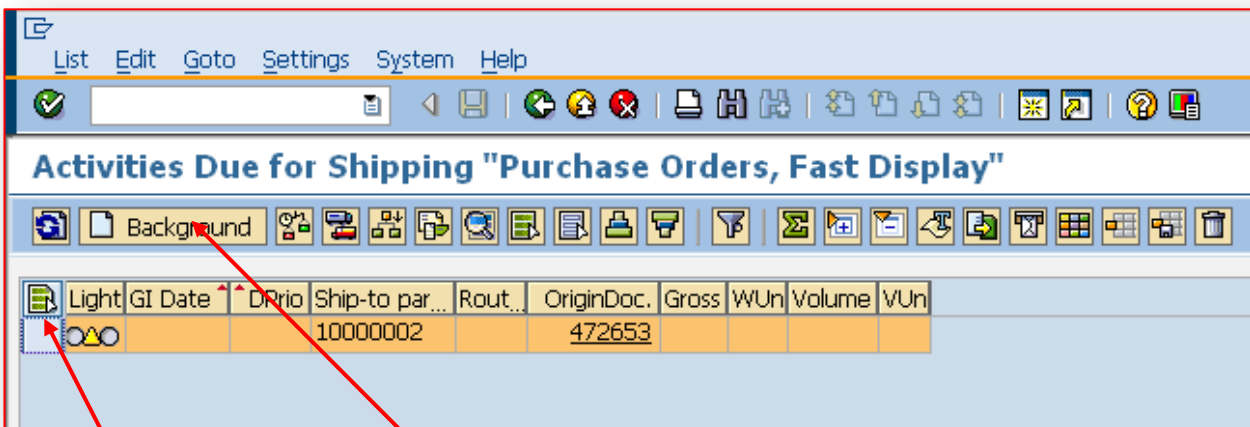 List Edit Goto Settings System Help
Activities Due for Shipping "Purchase Orders, Fast Display"
Background
Light GI Date DPrio Ship-to par... Rout... OriginDoc. Gross WUn Volume VUn
10000002 472653